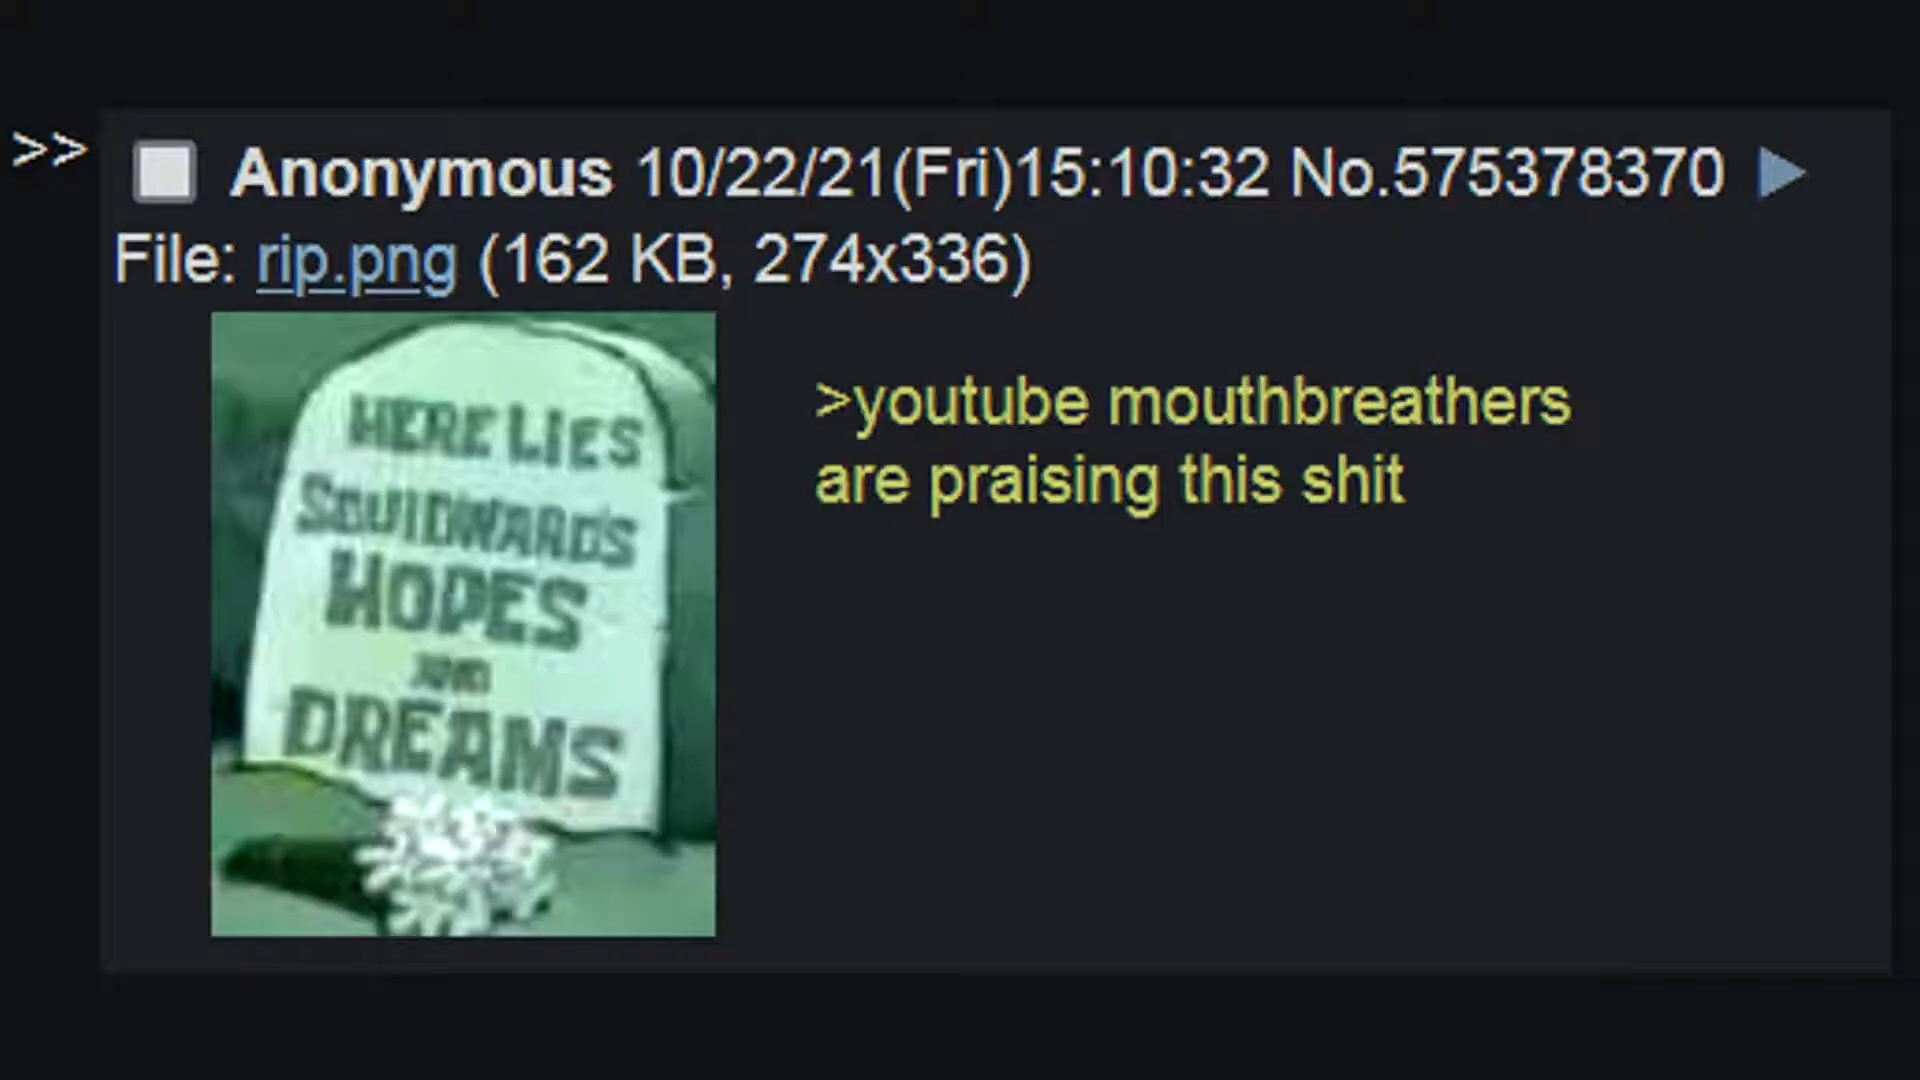 >> Anonymous 10/22/21(Fri)15:10:32 No.575378370
File: rip.png (162 KB, 274x336)
HERE LIES
SQUIDWARD'S
HOPES
AND
DREAMS
>youtube mouthbreathers
are praising this shit